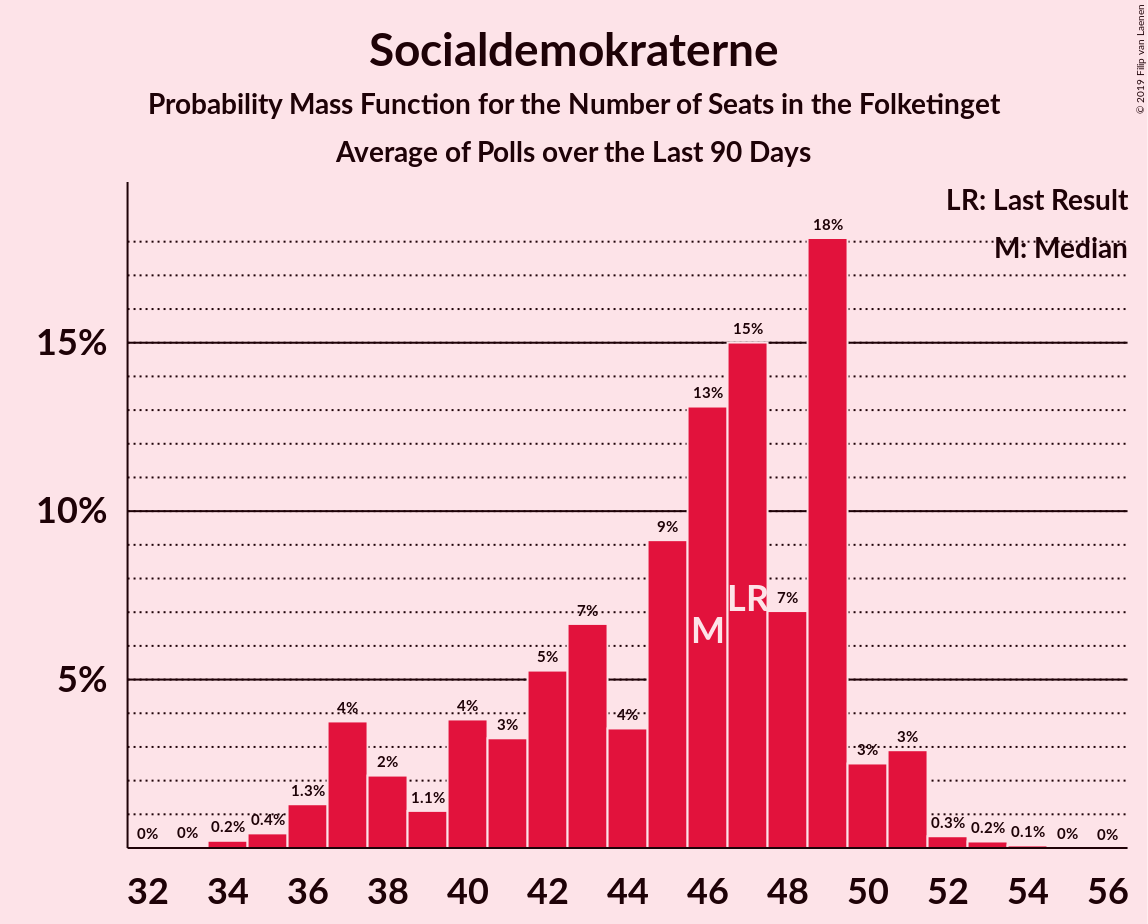 Socialdemokraterne
Probability Mass Function for the Number of Seats in the Folketinget
Average of Polls over the Last 90 Days
© 2019 Filip van Laenen
LR: Last Result
M: Median
15%
10%
5%
0% 0% 0.2% 0.4% 1.3% 4% 2% 1.1% 4% 3% 5% 7% 4% 9% 13% 15% 7% 18% 3% 3% 0.3% 0.2% 0.1% 0% 0%
M
LR
32 34 36 38 40 42 44 46 48 50 52 54 56